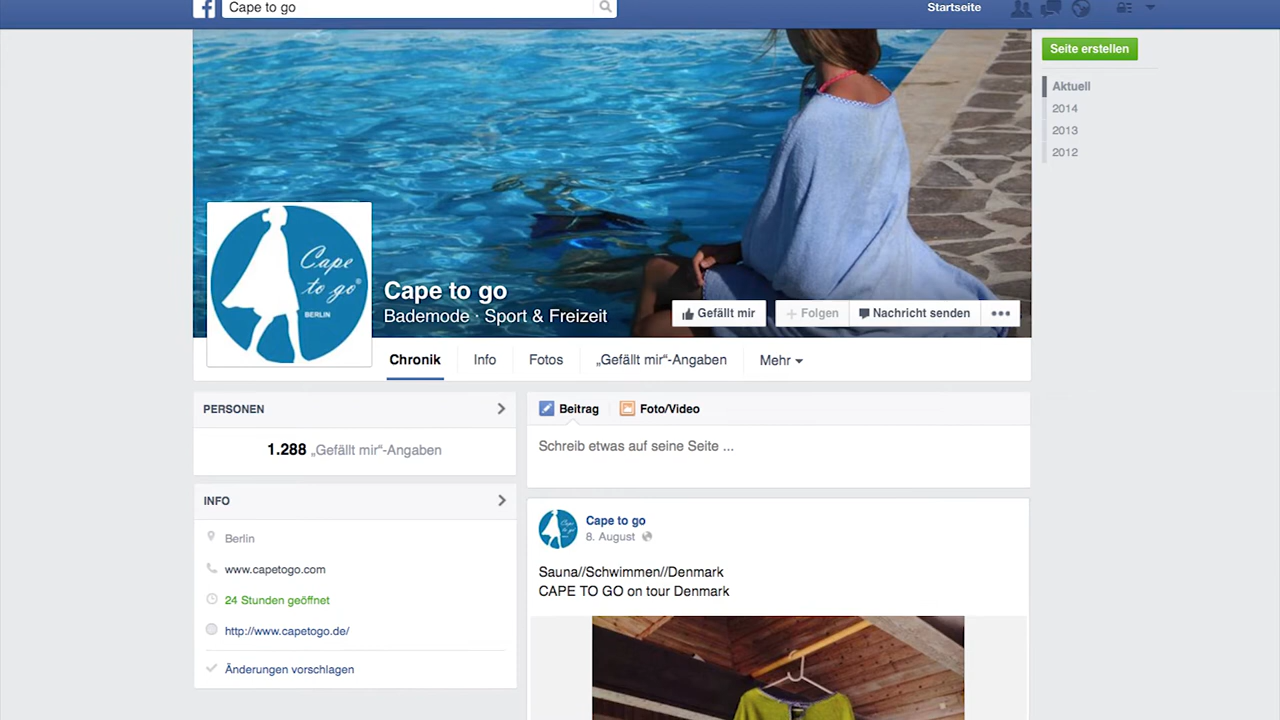 Cape to go
Startseite
Seite erstellen
Aktuell
2014
2013
2012
Cape
to go®
BERLIN
Cape to go
Bademode · Sport & Freizeit
Gefällt mir
Folgen
Nachricht senden
Chronik
Info
Fotos
„Gefällt mir“-Angaben
Mehr
PERSONEN
1.288 „Gefällt mir“-Angaben
INFO
Berlin
www.capetogo.com
24 Stunden geöffnet
http://www.capetogo.de/
Änderungen vorschlagen
Beitrag
Foto/Video
Schreib etwas auf seine Seite ...
Cape
to go
Cape to go
8. August
Sauna//Schwimmen//Denmark
CAPE TO GO on tour Denmark